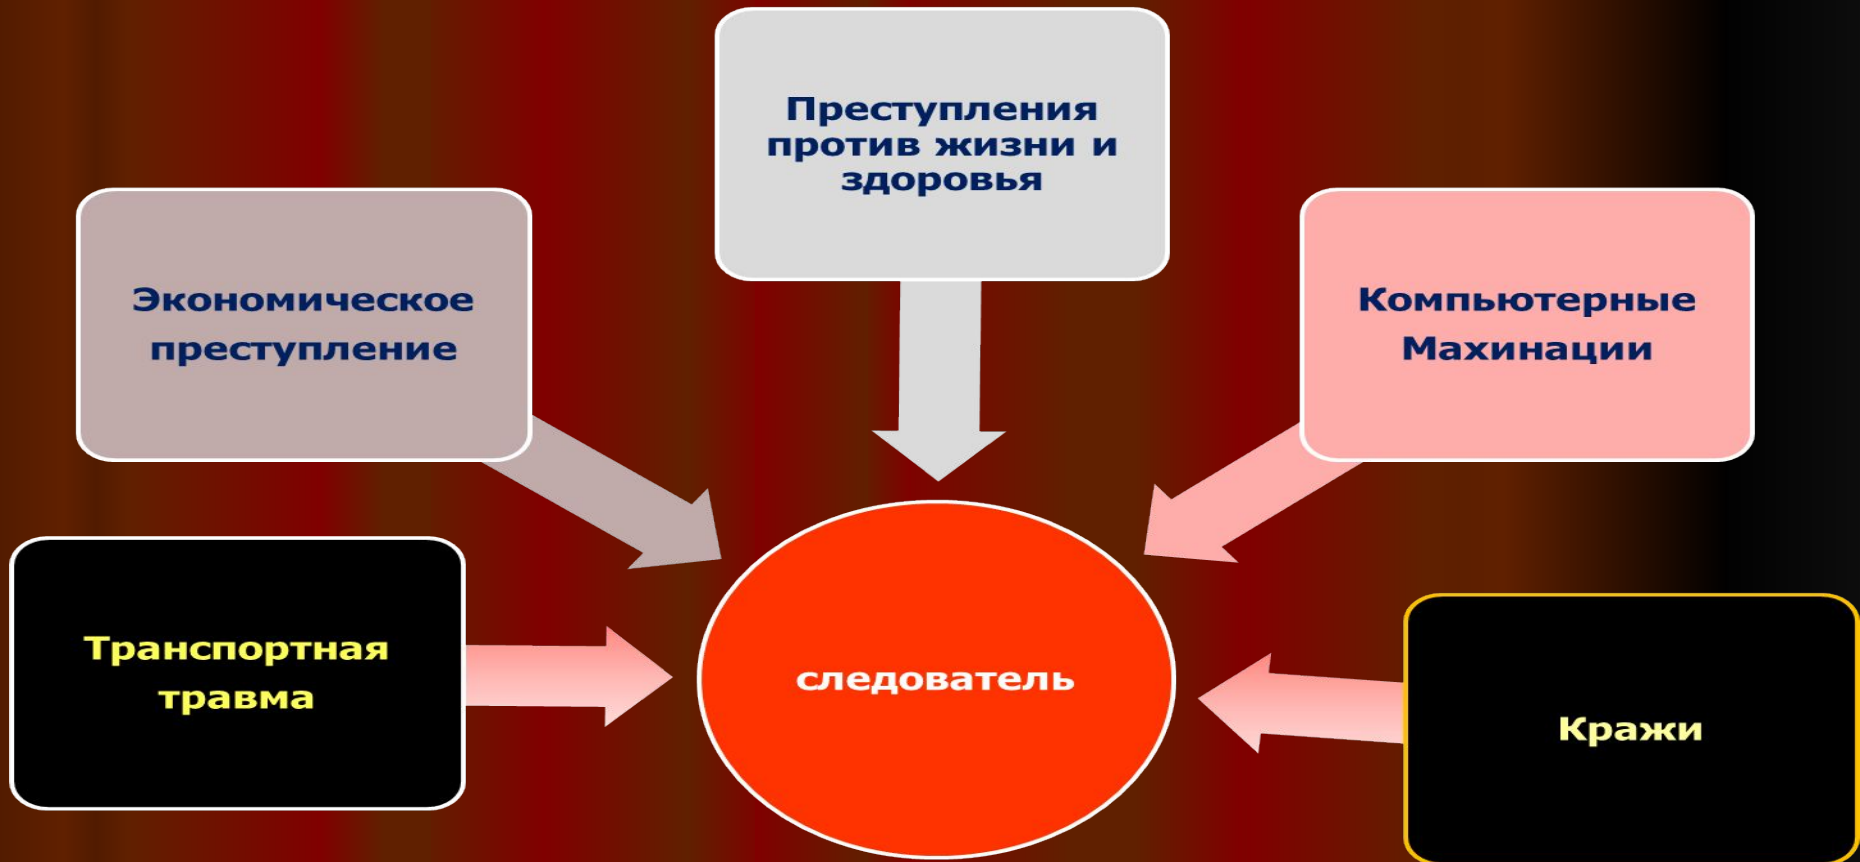 Преступления
против жизни и
здоровья
Экономическое
преступление
Компьютерные
Махинации
Транспортная
травма
следователь
Кражи